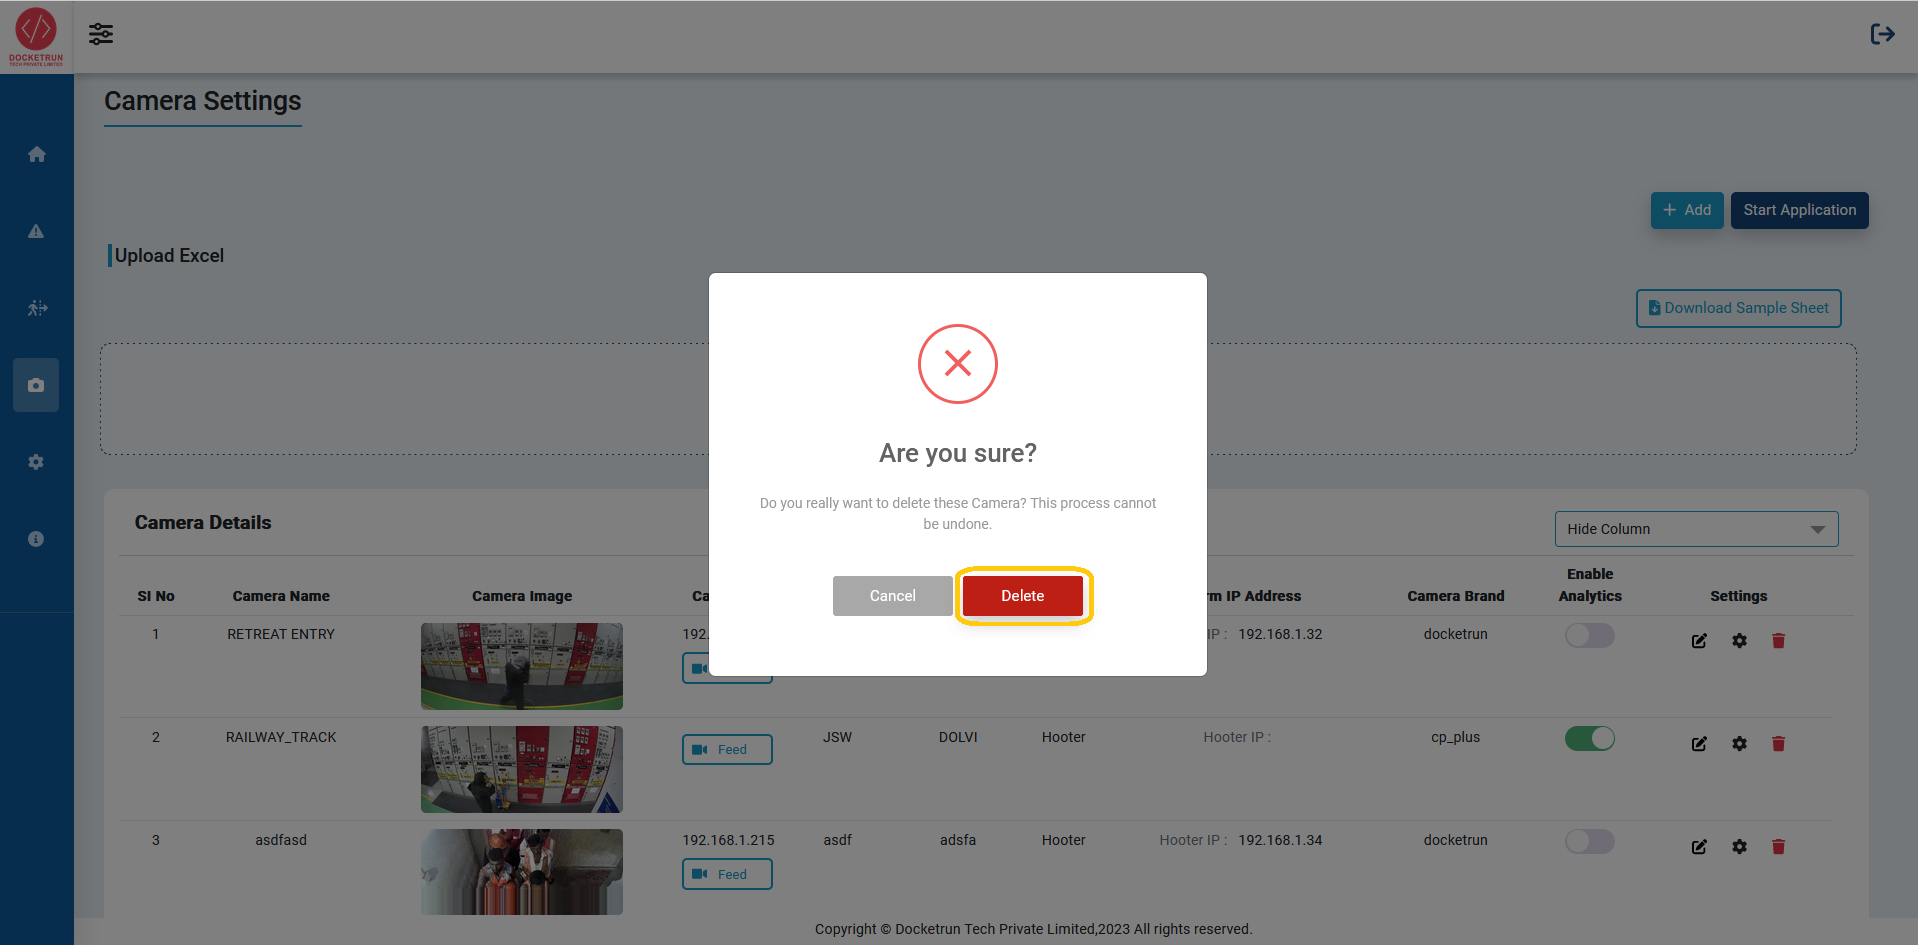 DOCKETRUN
TECH PRIVATE LIMITED
Camera Settings
+ Add
Start Application
Upload Excel
Download Sample Sheet
Are you sure?
Do you really want to delete these Camera? This process cannot
be undone.
Cancel
Delete
Camera Details
Hide Column
SI No
Camera Name
Camera Image
Ca
rm IP Address
Camera Brand
Enable
Analytics
Settings
1
RETREAT ENTRY
192.
IP : 192.168.1.32
docketrun
2
RAILWAY_TRACK
Feed
JSW
DOLVI
Hooter
Hooter IP :
cp_plus
3
asdfasd
192.168.1.215
Feed
asdf
adsfa
Hooter
Hooter IP : 192.168.1.34
docketrun
Copyright © Docketrun Tech Private Limited,2023 All rights reserved.